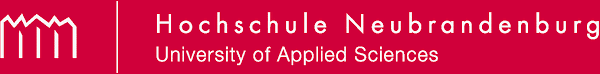 Hochschule Neubrandenburg
University of Applied Sciences